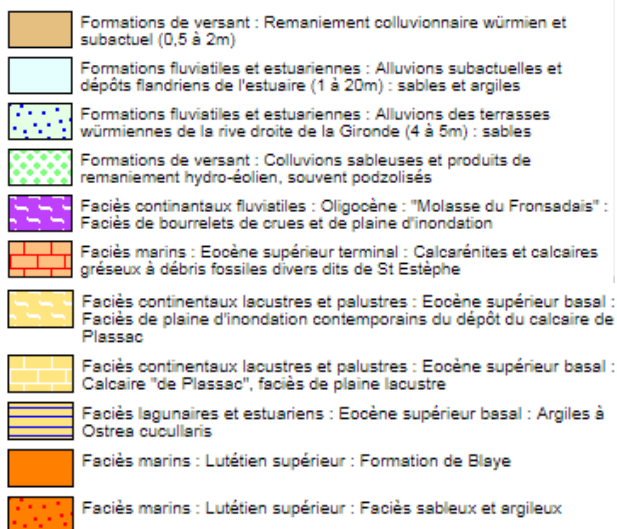 Formations de versant : Remaniement colluvionnaire würmien et
subactuel (0,5 à 2m)
Formations fluviatiles et estuariennes : Alluvions subactuelles et
dépôts flandriens de l'estuaire (1 à 20m) : sables et argiles
Formations fluviatiles et estuariennes : Alluvions des terrasses
würmiennes de la rive droite de la Gironde (4 à 5m) : sables
Formations de versant : Colluvions sableuses et produits de
remaniement hydro-éolien, souvent podzolisés
Faciès continantaux fluviatiles : Oligocène : "Molasse du Fronsadais" :
Faciès de bourrelets de crues et de plaine d'inondation
Faciès marins : Eocène supérieur terminal : Calcarénites et calcaires
gréseux à débris fossiles divers dits de St Estèphe
Faciès continentaux lacustres et palustres : Eocène supérieur basal :
Faciès de plaine d'inondation contemporains du dépôt du calcaire de
Plassac
Faciès continentaux lacustres et palustres : Eocène supérieur basal :
Calcaire "de Plassac", faciès de plaine lacustre
Faciès lagunaires et estuariens : Eocène supérieur basal : Argiles à
Ostrea cucullaris
Faciès marins : Lutétien supérieur : Formation de Blaye
Faciès marins : Lutétien supérieur : Faciès sableux et argileux